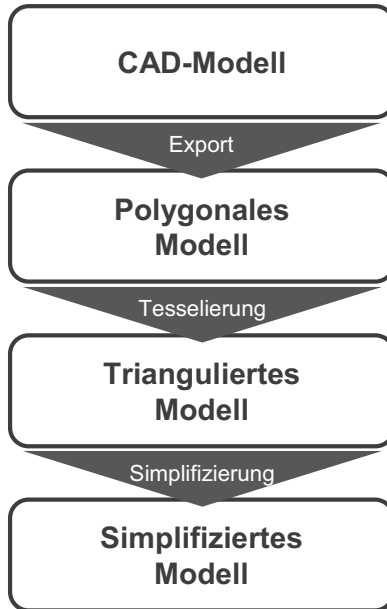 CAD-Modell
Export
Polygonales
Modell
Tesselierung
Trianguliertes
Modell
Simplifizierung
Simplifiziertes
Modell